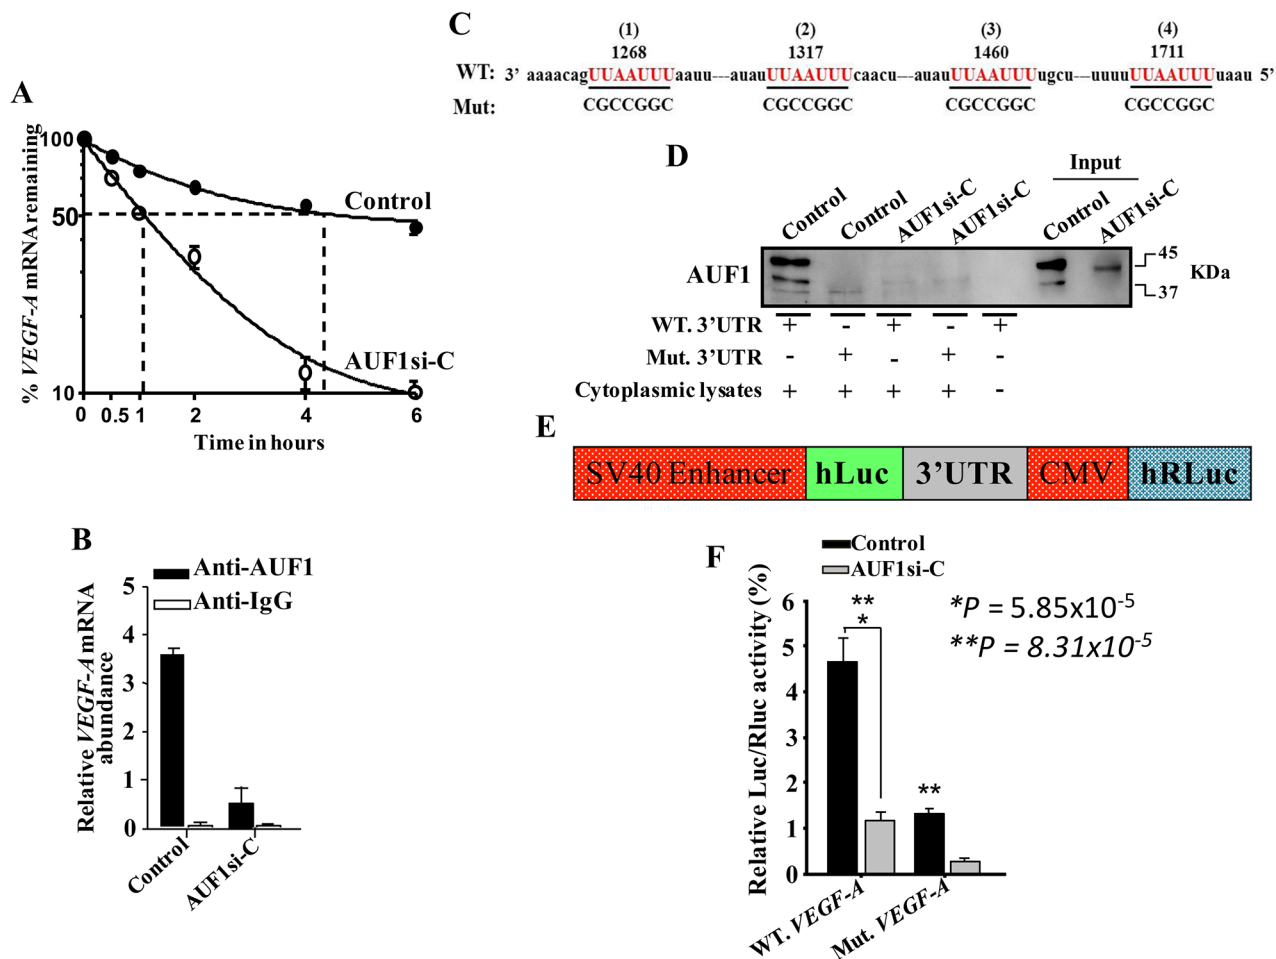 A
% VEGF-A mRNA remaining
100
50
10
Control
AUF1si-C
0 0.5 1 2 4 6
Time in hours
B
Anti-AUF1
Anti-IgG
Relative VEGF-A mRNA
abundance
5
4
3
2
1
0
Control
AUF1si-C
C
(1) (2) (3) (4)
1268 1317 1460 1711
WT: 3’ aaaacagUUAAUUUaauu---auauUUAAUUUcaacu---auauUUAAUUUugcu---uuuuUUAAUUUuaau 5’
Mut: CGCCGGC CGCCGGC CGCCGGC CGCCGGC
D
Input
Control Control AUF1si-C AUF1si-C Control AUF1si-C
AUF1
45
37
KDa
WT. 3’UTR + - + - +
Mut. 3’UTR - + - + -
Cytoplasmic lysates + + + + -
E
SV40 Enhancer hLuc 3’UTR CMV hRLuc
F
Control
AUF1si-C
Relative Luc/Rluc activity (%)
6
5
4
3
2
1
0
**
*
**
*P = 5.85x10-5
**P = 8.31x10-5
WT. VEGF-A
Mut. VEGF-A